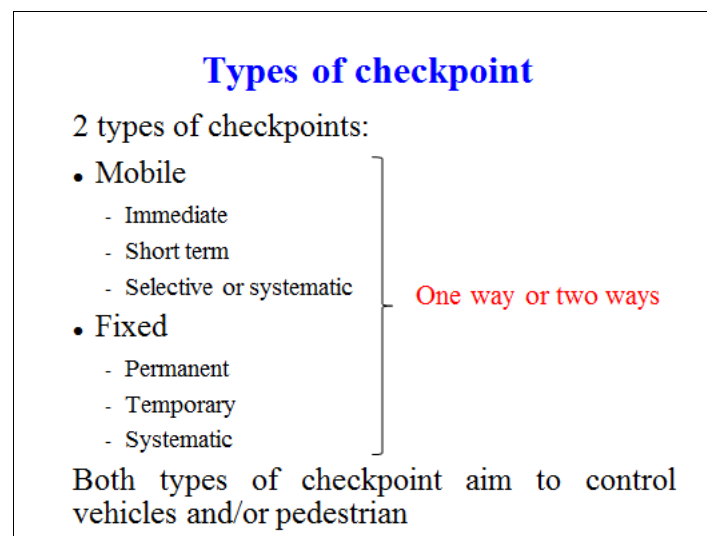 Types of checkpoint
2 types of checkpoints:
• Mobile
- Immediate
- Short term
- Selective or systematic
One way or two ways
• Fixed
- Permanent
- Temporary
- Systematic
Both types of checkpoint aim to control
vehicles and/or pedestrian